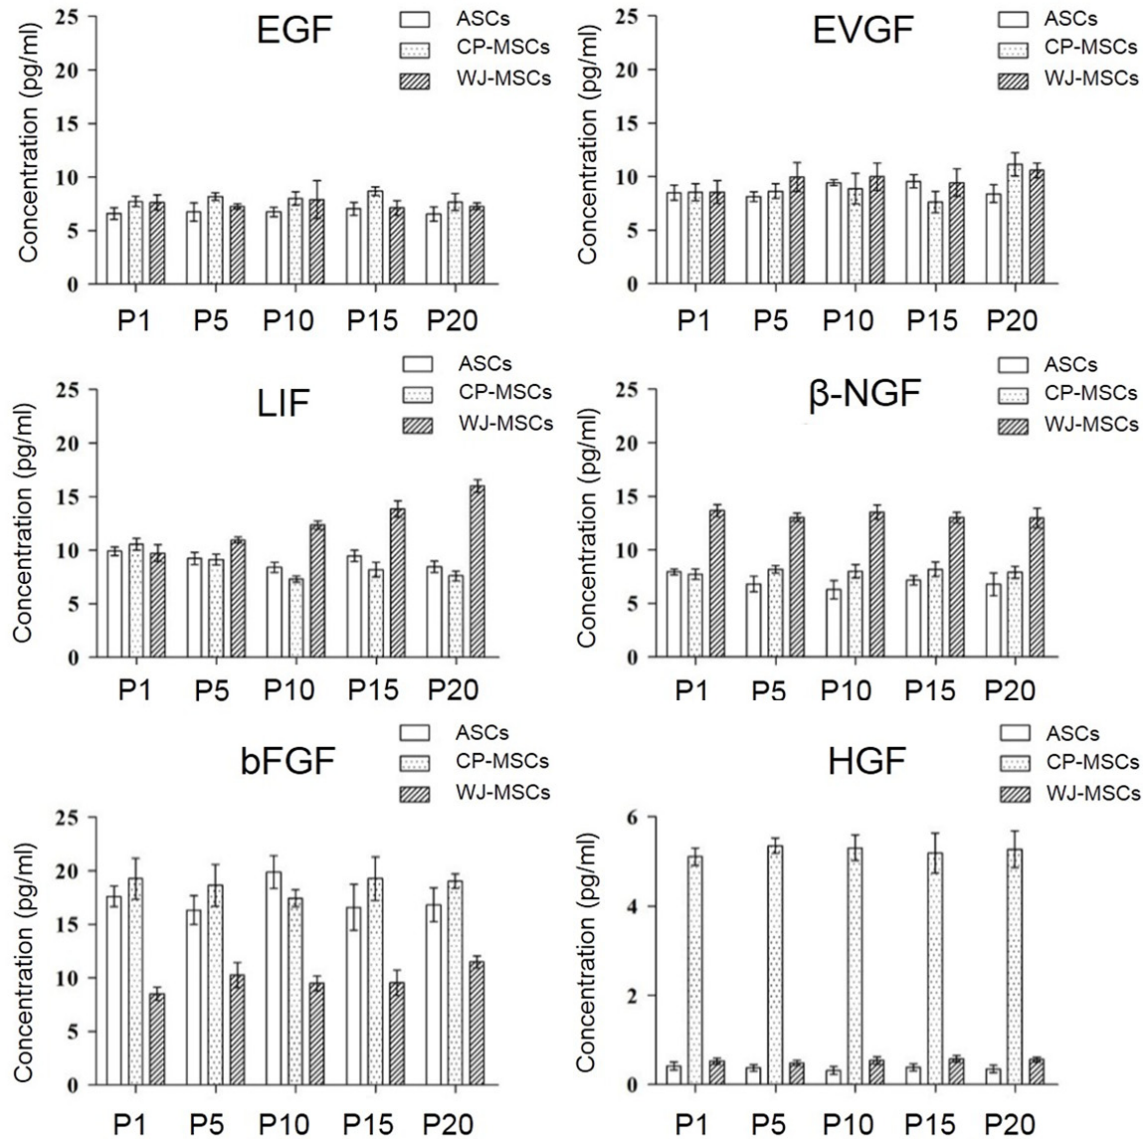 EGF
ASCs
CP-MSCs
WJ-MSCs
Concentration (pg/ml)
25
20
15
10
5
0
P1 P5 P10 P15 P20
EVGF
ASCs
CP-MSCs
WJ-MSCs
Concentration (pg/ml)
25
20
15
10
5
0
P1 P5 P10 P15 P20
LIF
ASCs
CP-MSCs
WJ-MSCs
Concentration (pg/ml)
25
20
15
10
5
0
P1 P5 P10 P15 P20
β-NGF
ASCs
CP-MSCs
WJ-MSCs
Concentration (pg/ml)
25
20
15
10
5
0
P1 P5 P10 P15 P20
bFGF
ASCs
CP-MSCs
WJ-MSCs
Concentration (pg/ml)
25
20
15
10
5
0
P1 P5 P10 P15 P20
HGF
ASCs
CP-MSCs
WJ-MSCs
Concentration (pg/ml)
6
4
2
0
P1 P5 P10 P15 P20